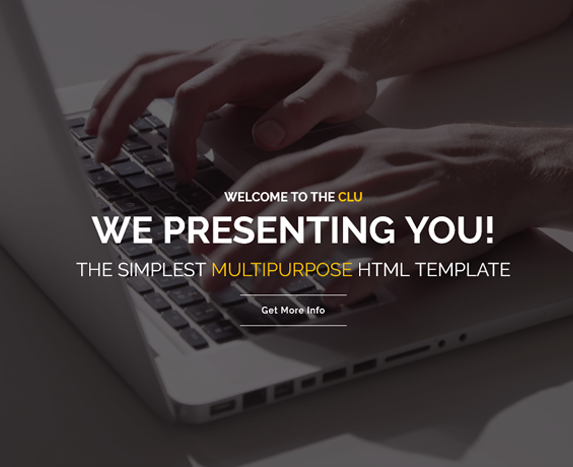 WELCOME TO THE CLU
WE PRESENTING YOU!
THE SIMPLEST MULTIPURPOSE HTML TEMPLATE
Get More Info